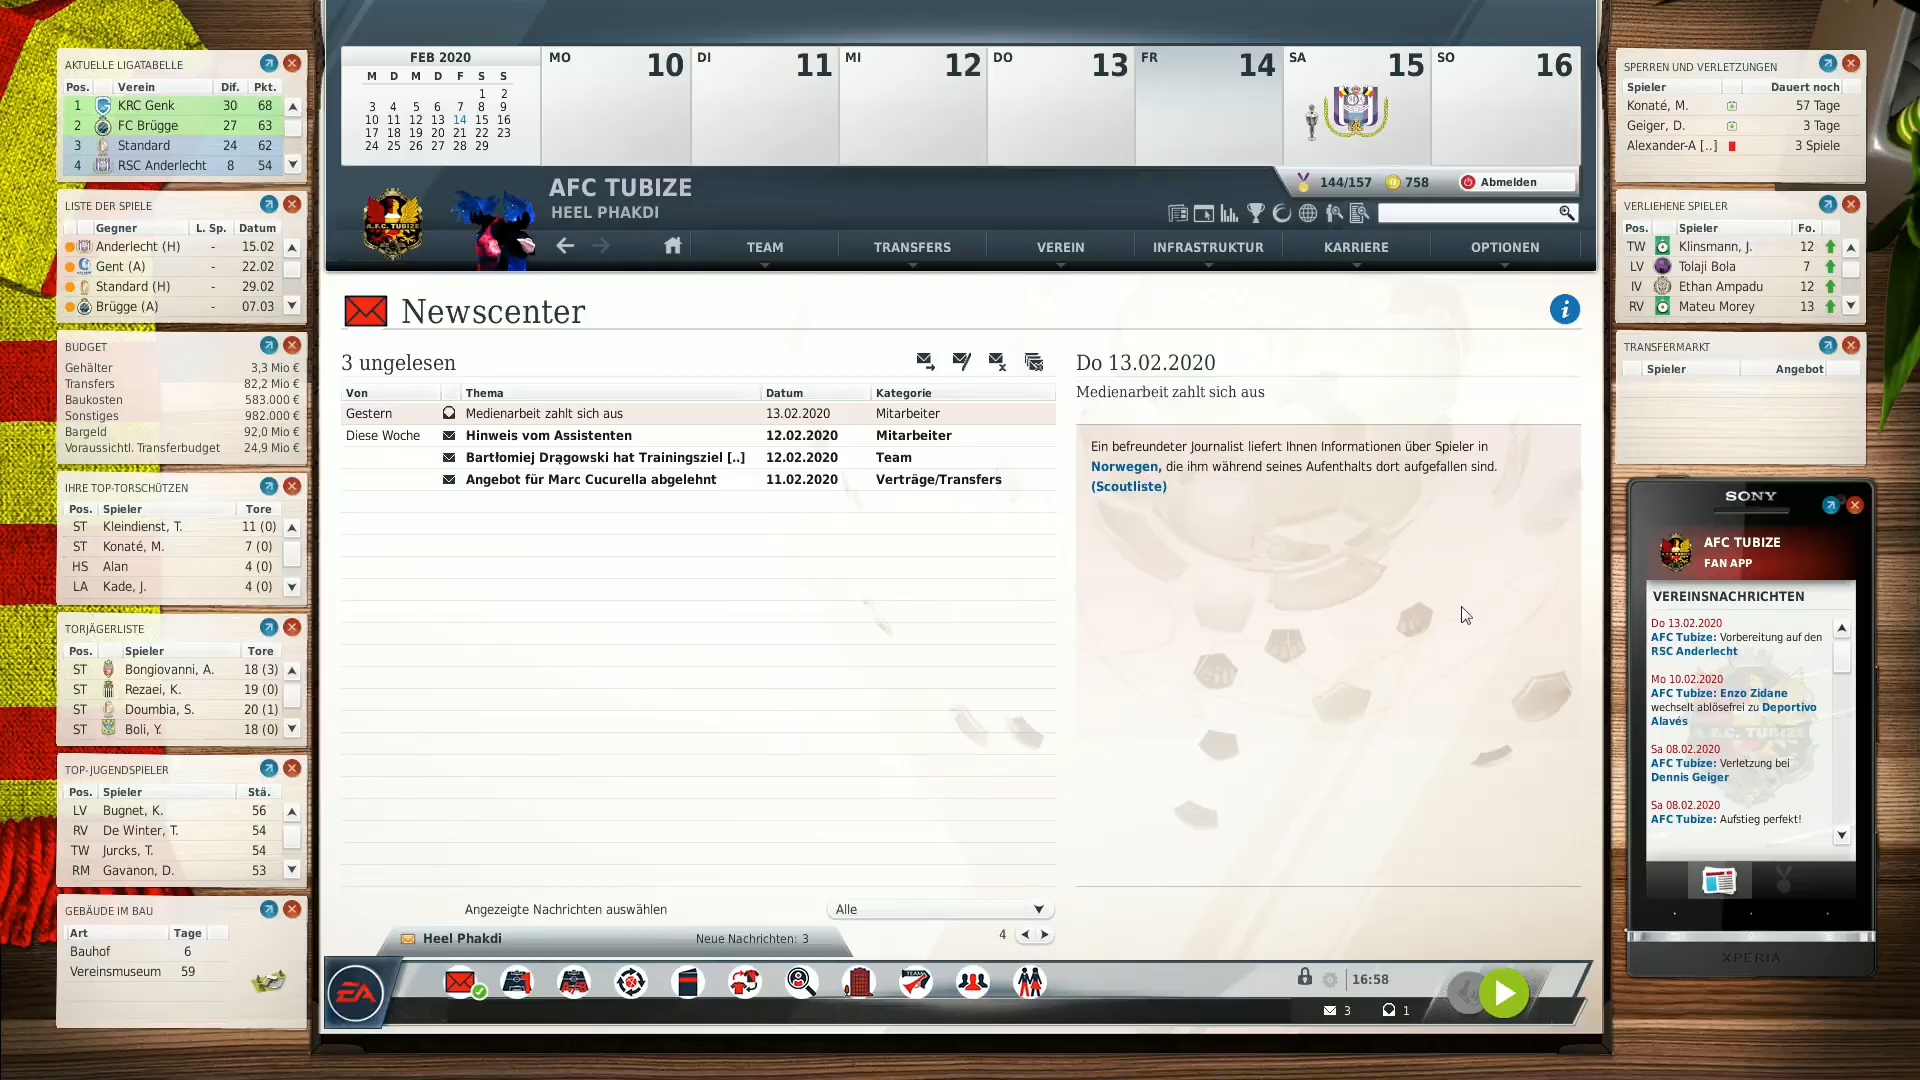 AKTUELLE LIGATABELLE
Pos. Verein Dif. Pkt.
1 KRC Genk 30 68
2 FC Brügge 27 63
3 Standard 24 62
4 RSC Anderlecht 8 54
LISTE DER SPIELE
Gegner L. Sp. Datum
Anderlecht (H) - 15.02
Gent (A) - 22.02
Standard (H) - 29.02
Brügge (A) - 07.03
BUDGET
Gehälter 3,3 Mio €
Transfers 82,2 Mio €
Baukosten 583.000 €
Sonstiges 982.000 €
Bargeld 92,0 Mio €
Voraussichtl. Transferbudget 24,9 Mio €
IHRE TOP-TORSCHÜTZEN
Pos. Spieler Tore
ST Kleindienst, T. 11 (0)
ST Konaté, M. 7 (0)
HS Alan 4 (0)
LA Kade, J. 4 (0)
TORJÄGERLISTE
Pos. Spieler Tore
ST Bongiovanni, A. 18 (3)
ST Rezaei, K. 19 (0)
ST Doumbia, S. 20 (1)
ST Boli, Y. 18 (0)
TOP-JUGENDSPIELER
Pos. Spieler Stä.
LV Bugnet, K. 56
RV De Winter, T. 54
TW Jurcks, T. 54
RM Gavanon, D. 53
GEBÄUDE IM BAU
Art Tage
Bauhof 6
Vereinsmuseum 59
FEB 2020
M D M D F S S
1 2
3 4 5 6 7 8 9
10 11 12 13 14 15 16
17 18 19 20 21 22 23
24 25 26 27 28 29
MO 10 DI 11 MI 12 DO 13 FR 14 SA 15 SO 16
144/157 758 Abmelden
AFC TUBIZE
HEEL PHAKDI
TEAM TRANSFERS VEREIN INFRASTRUKTUR KARRIERE OPTIONEN
Newscenter
3 ungelesen
Von Thema Datum Kategorie
Gestern Medienarbeit zahlt sich aus 13.02.2020 Mitarbeiter
Diese Woche Hinweis vom Assistenten 12.02.2020 Mitarbeiter
Bartłomiej Drągowski hat Trainingsziel [..] 12.02.2020 Team
Angebot für Marc Cucurella abgelehnt 11.02.2020 Verträge/Transfers
Do 13.02.2020
Medienarbeit zahlt sich aus
Ein befreundeter Journalist liefert Ihnen Informationen über Spieler in
Norwegen, die ihm während seines Aufenthalts dort aufgefallen sind.
(Scoutliste)
Angezeigte Nachrichten auswählen Alle
Heel Phakdi Neue Nachrichten: 3
4
EA
A/B
TEAMS
16:58
3 1
SPERREN UND VERLETZUNGEN
Spieler Dauert noch
Konaté, M. 57 Tage
Geiger, D. 3 Tage
Alexander-A [..] 3 Spiele
VERLIEHENE SPIELER
Pos. Spieler Fo.
TW Klinsmann, J. 12
LV Tolaji Bola 7
IV Ethan Ampadu 12
RV Mateu Morey 13
TRANSFERMARKT
Spieler Angebot
SONY
AFC TUBIZE
FAN APP
VEREINSNACHRICHTEN
Do 13.02.2020
AFC Tubize: Vorbereitung auf den
RSC Anderlecht
Mo 10.02.2020
AFC Tubize: Enzo Zidane
wechselt ablösefrei zu Deportivo
Alavés
Sa 08.02.2020
AFC Tubize: Verletzung bei
Dennis Geiger
Sa 08.02.2020
AFC Tubize: Aufstieg perfekt!
XPERIA